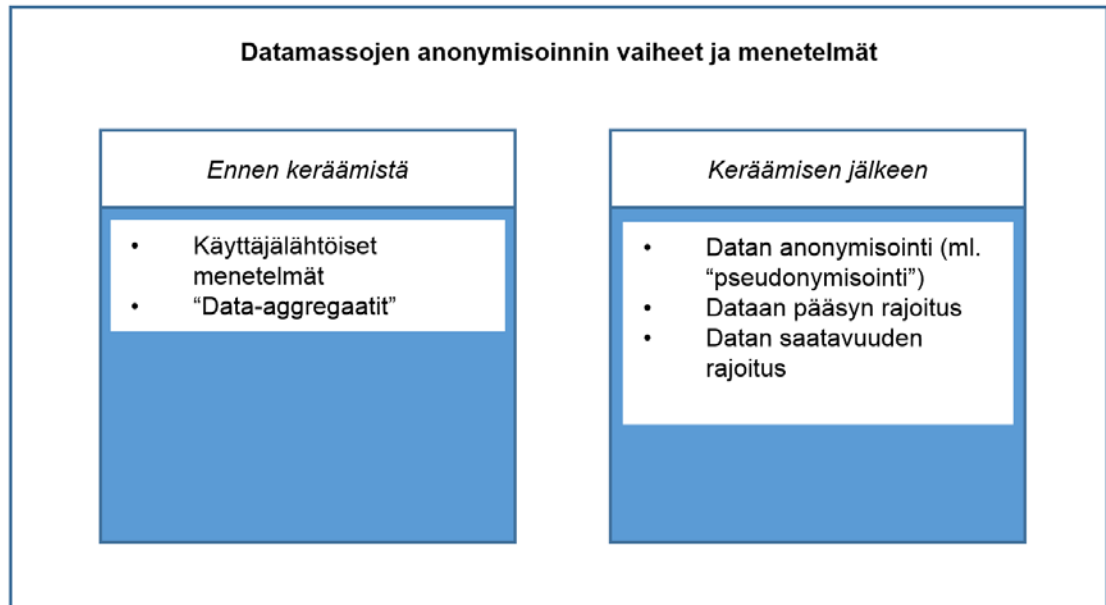 Datamassojen anonymisoinnin vaiheet ja menetelmät
Ennen keräämistä
• Käyttäjälähtöiset
menetelmät
• “Data-aggregaatit”
Keräämisen jälkeen
• Datan anonymisointi (ml.
“pseudonymisointi”)
• Dataan pääsyn rajoitus
• Datan saatavuuden
rajoitus